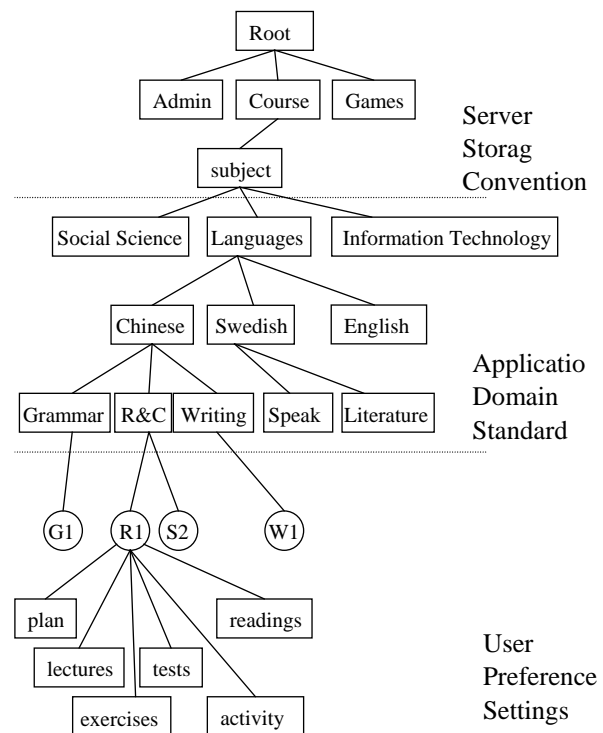 Root
Admin Course Games
Server
Storag
Convention
subject
Social Science Languages Information Technology
Chinese Swedish English
Applicatio
Domain
Standard
Grammar R&C Writing Speak Literature
G1 R1 S2 W1
plan readings
lectures tests
exercises activity
User
Preference
Settings